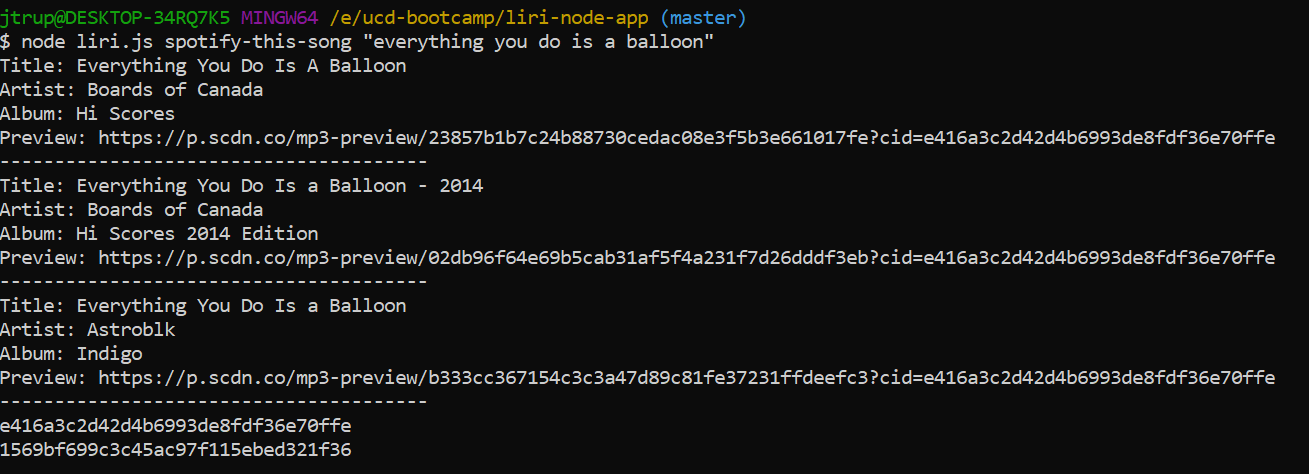 jtrup@DESKTOP-34RQ7K5 MINGW64 /e/ucd-bootcamp/liri-node-app (master)
$ node liri.js spotify-this-song "everything you do is a balloon"
Title: Everything You Do Is A Balloon
Artist: Boards of Canada
Album: Hi Scores
Preview: https://p.scdn.co/mp3-preview/23857b1b7c24b88730cedac08e3f5b3e661017fe?cid=e416a3c2d42d4b6993de8fdf36e70ffe
---------------------------------------
Title: Everything You Do Is a Balloon - 2014
Artist: Boards of Canada
Album: Hi Scores 2014 Edition
Preview: https://p.scdn.co/mp3-preview/02db96f64e69b5cab31af5f4a231f7d26dddf3eb?cid=e416a3c2d42d4b6993de8fdf36e70ffe
---------------------------------------
Title: Everything You Do Is a Balloon
Artist: Astroblk
Album: Indigo
Preview: https://p.scdn.co/mp3-preview/b333cc367154c3c3a47d89c81fe37231ffdeefc3?cid=e416a3c2d42d4b6993de8fdf36e70ffe
---------------------------------------
e416a3c2d42d4b6993de8fdf36e70ffe
1569bf699c3c45ac97f115ebed321f36